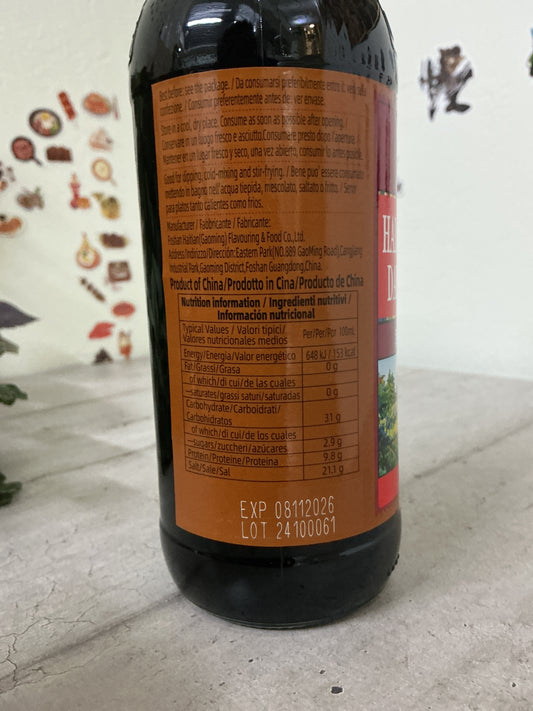 Best before: see the package. / Da consumarsi preferibilmente entro il: vedi sulla
confezione. / Consumir preferentemente antes de: ver envase.
Store in a cool, dry place. Consume as soon as possible after opening./
Conservare in un luogo fresco e asciutto.Consumare presto dopo l'apertura. /
Mantener en un lugar fresco y seco, una vez abierto, consumir lo antes posible.
Good for dipping, cold-mixing and stir-frying. / Bene puo' essere consumato
mettendo in bagno nell'acqua tiepida, mescolato, saltato o fritto. / Servir
para platos tanto calientes como fríos.
Manufacturer / Fabbricante / Fabricante:
Foshan Haitian(Gaoming) Flavouring & Food Co.,Ltd.
Address/Indirizzo/Dirección:Eastern Park(NO.889 GaoMing Road),Cangjiang
Industrial Park,Gaoming District,Foshan Guangdong,China.
Product of China/Prodotto in Cina/Producto de China
Nutrition information / Ingredienti nutritivi /
Información nutricional
Typical Values / Valori tipici/
Valores nutricionales medios
Per/Per/Por 100mL
Energy/Energia/Valor energético 648 kJ / 153 kcal
Fat/Grassi/Grasa 0 g
of which/di cui/de las cuales
—saturates/grassi saturi/saturadas 0 g
Carbohydrate/Carboidrati/
Carbohidratos 31 g
of which/di cui/de los cuales
—sugars/zuccheri/azúcares 2.9 g
Protein/Proteine/Proteína 9.8 g
Salt/Sale/Sal 21.1 g
EXP 08112026
LOT 24100061